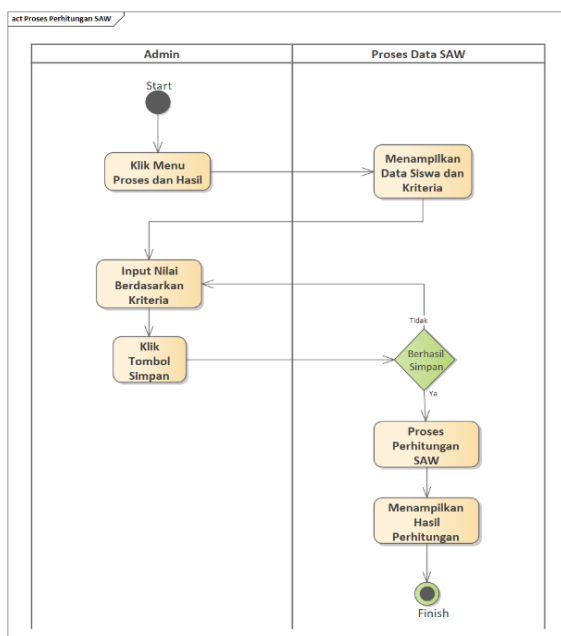 act Proses Perhitungan SAW
Admin
Proses Data SAW
Start
Klik Menu
Proses dan Hasil
Menampilkan
Data Siswa dan
Kriteria
Input Nilai
Berdasarkan
Kriteria
Tidak
Klik
Tombol
Simpan
Berhasil
Simpan
Ya
Proses
Perhitungan
SAW
Menampilkan
Hasil
Perhitungan
Finish